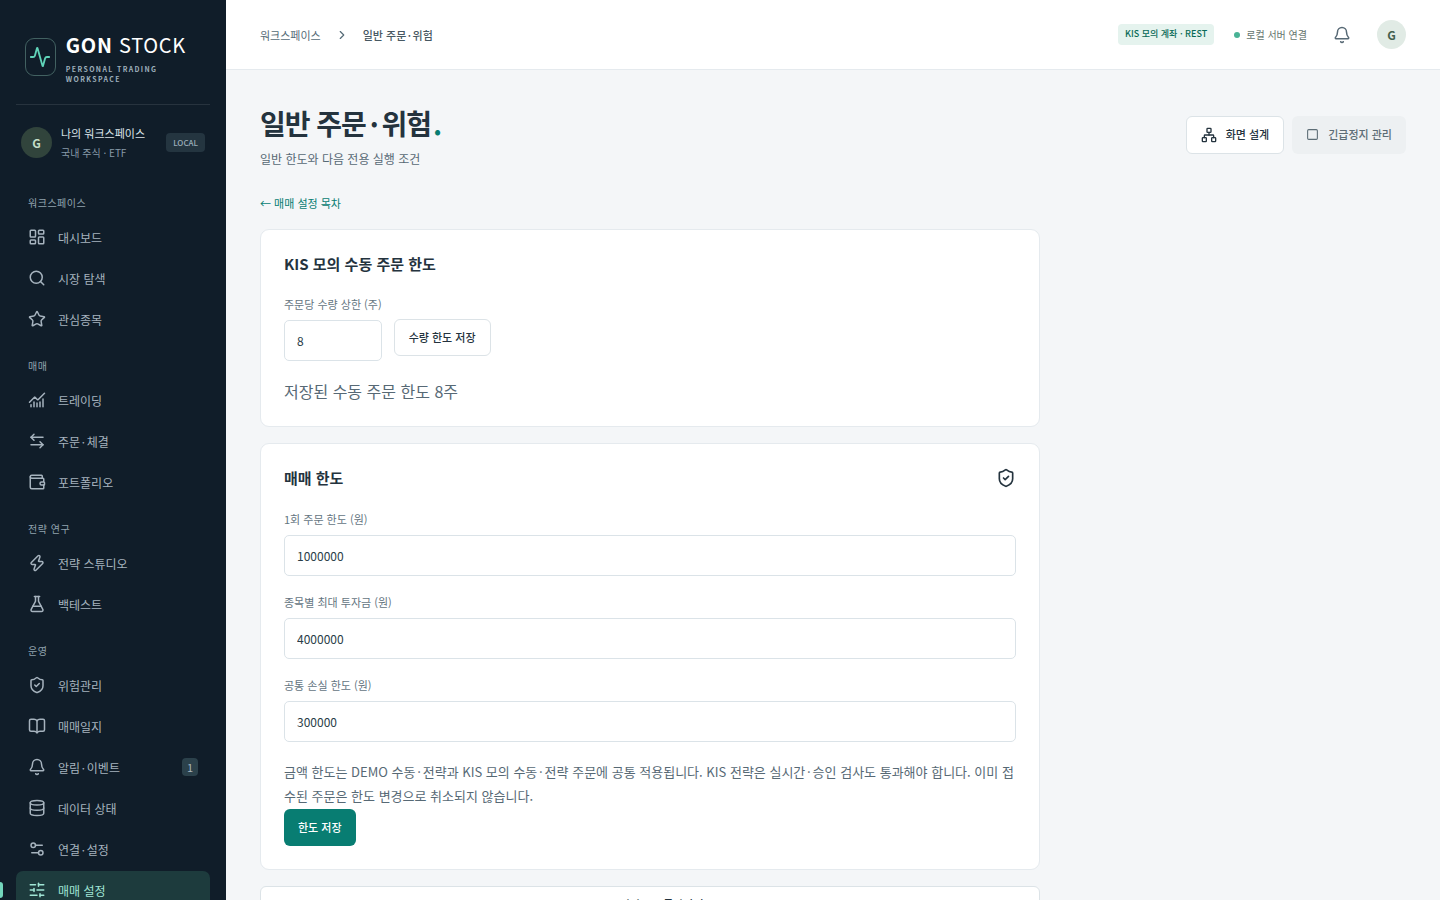 GON STOCK
PERSONAL TRADING
WORKSPACE
G
나의 워크스페이스
국내 주식 · ETF
LOCAL
워크스페이스
대시보드
시장 탐색
관심종목
매매
트레이딩
주문·체결
포트폴리오
전략 연구
전략 스튜디오
백테스트
운영
위험관리
매매일지
알림·이벤트
1
데이터 상태
연결·설정
매매 설정
워크스페이스
일반 주문·위험
KIS 모의 계좌 · REST
로컬 서버 연결
G
일반 주문·위험.
일반 한도와 다음 전용 실행 조건
화면 설계
긴급정지 관리
← 매매 설정 목차
KIS 모의 수동 주문 한도
주문당 수량 상한 (주)
8
수량 한도 저장
저장된 수동 주문 한도 8주
매매 한도
1회 주문 한도 (원)
1000000
종목별 최대 투자금 (원)
4000000
공통 손실 한도 (원)
300000
금액 한도는 DEMO 수동·전략과 KIS 모의 수동·전략 주문에 공통 적용됩니다. KIS 전략은 실시간·승인 검사도 통과해야 합니다. 이미 접
수된 주문은 한도 변경으로 취소되지 않습니다.
한도 저장